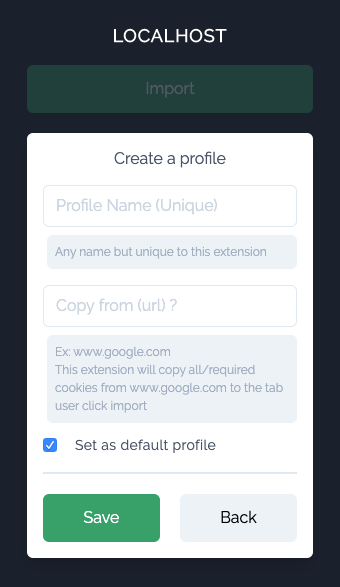 LOCALHOST
Import
Create a profile
Profile Name (Unique)
Any name but unique to this extension
Copy from (url) ?
Ex: www.google.com
This extension will copy all/required
cookies from www.google.com to the tab
user click import
Set as default profile
Save
Back